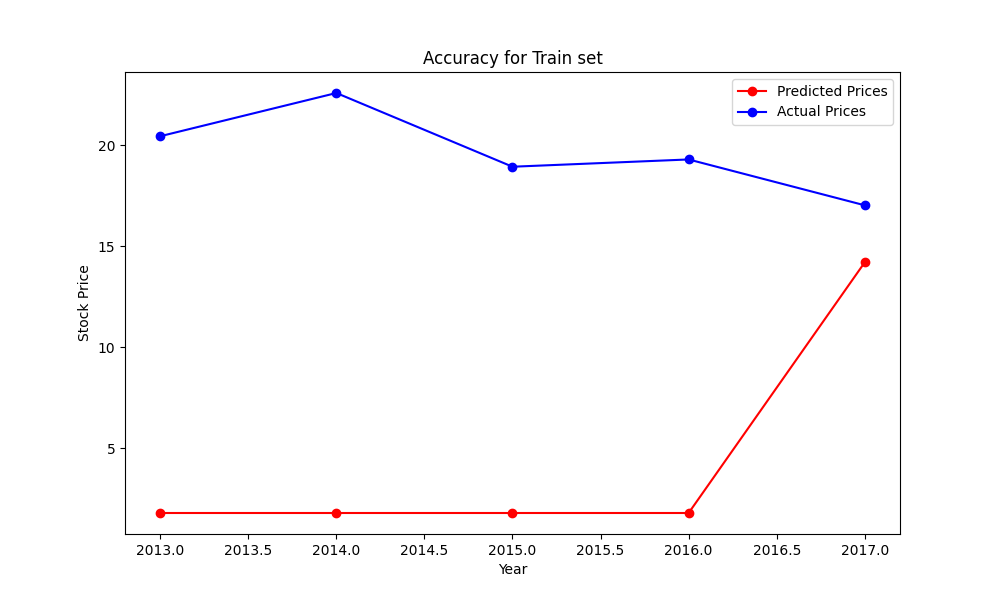 Accuracy for Train set
Predicted Prices
Actual Prices
20
15
10
5
Stock Price
2013.0 2013.5 2014.0 2014.5 2015.0 2015.5 2016.0 2016.5 2017.0
Year